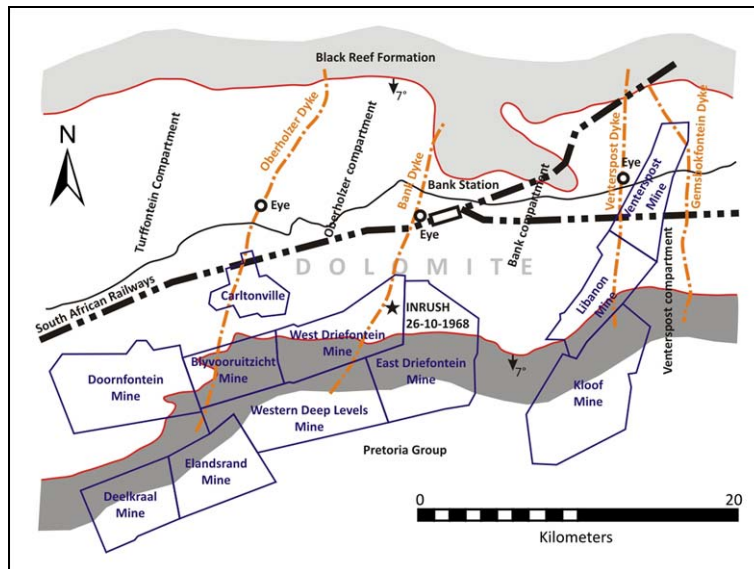 Black Reef Formation
7°
N
Turffontein Compartment
Oberholzer Dyke
Oberholzer compartment
Bank Dyke
Bank Station
Bank compartment
Venterspost Dyke
Gemskokfontein Dyke
Eye
Eye
Eye
Venterspost
Mine
South African Railways
DOLOMITE
Carltonville
INRUSH
26-10-1968
Libanon
Mine
Venterspost compartment
West Driefontein
Mine
Doornfontein
Mine
Blyvooruitzicht
Mine
East Driefontein
Mine
7°
Kloof
Mine
Western Deep Levels
Mine
Pretoria Group
Elandsrand
Mine
Deelkraal
Mine
0 20
Kilometers